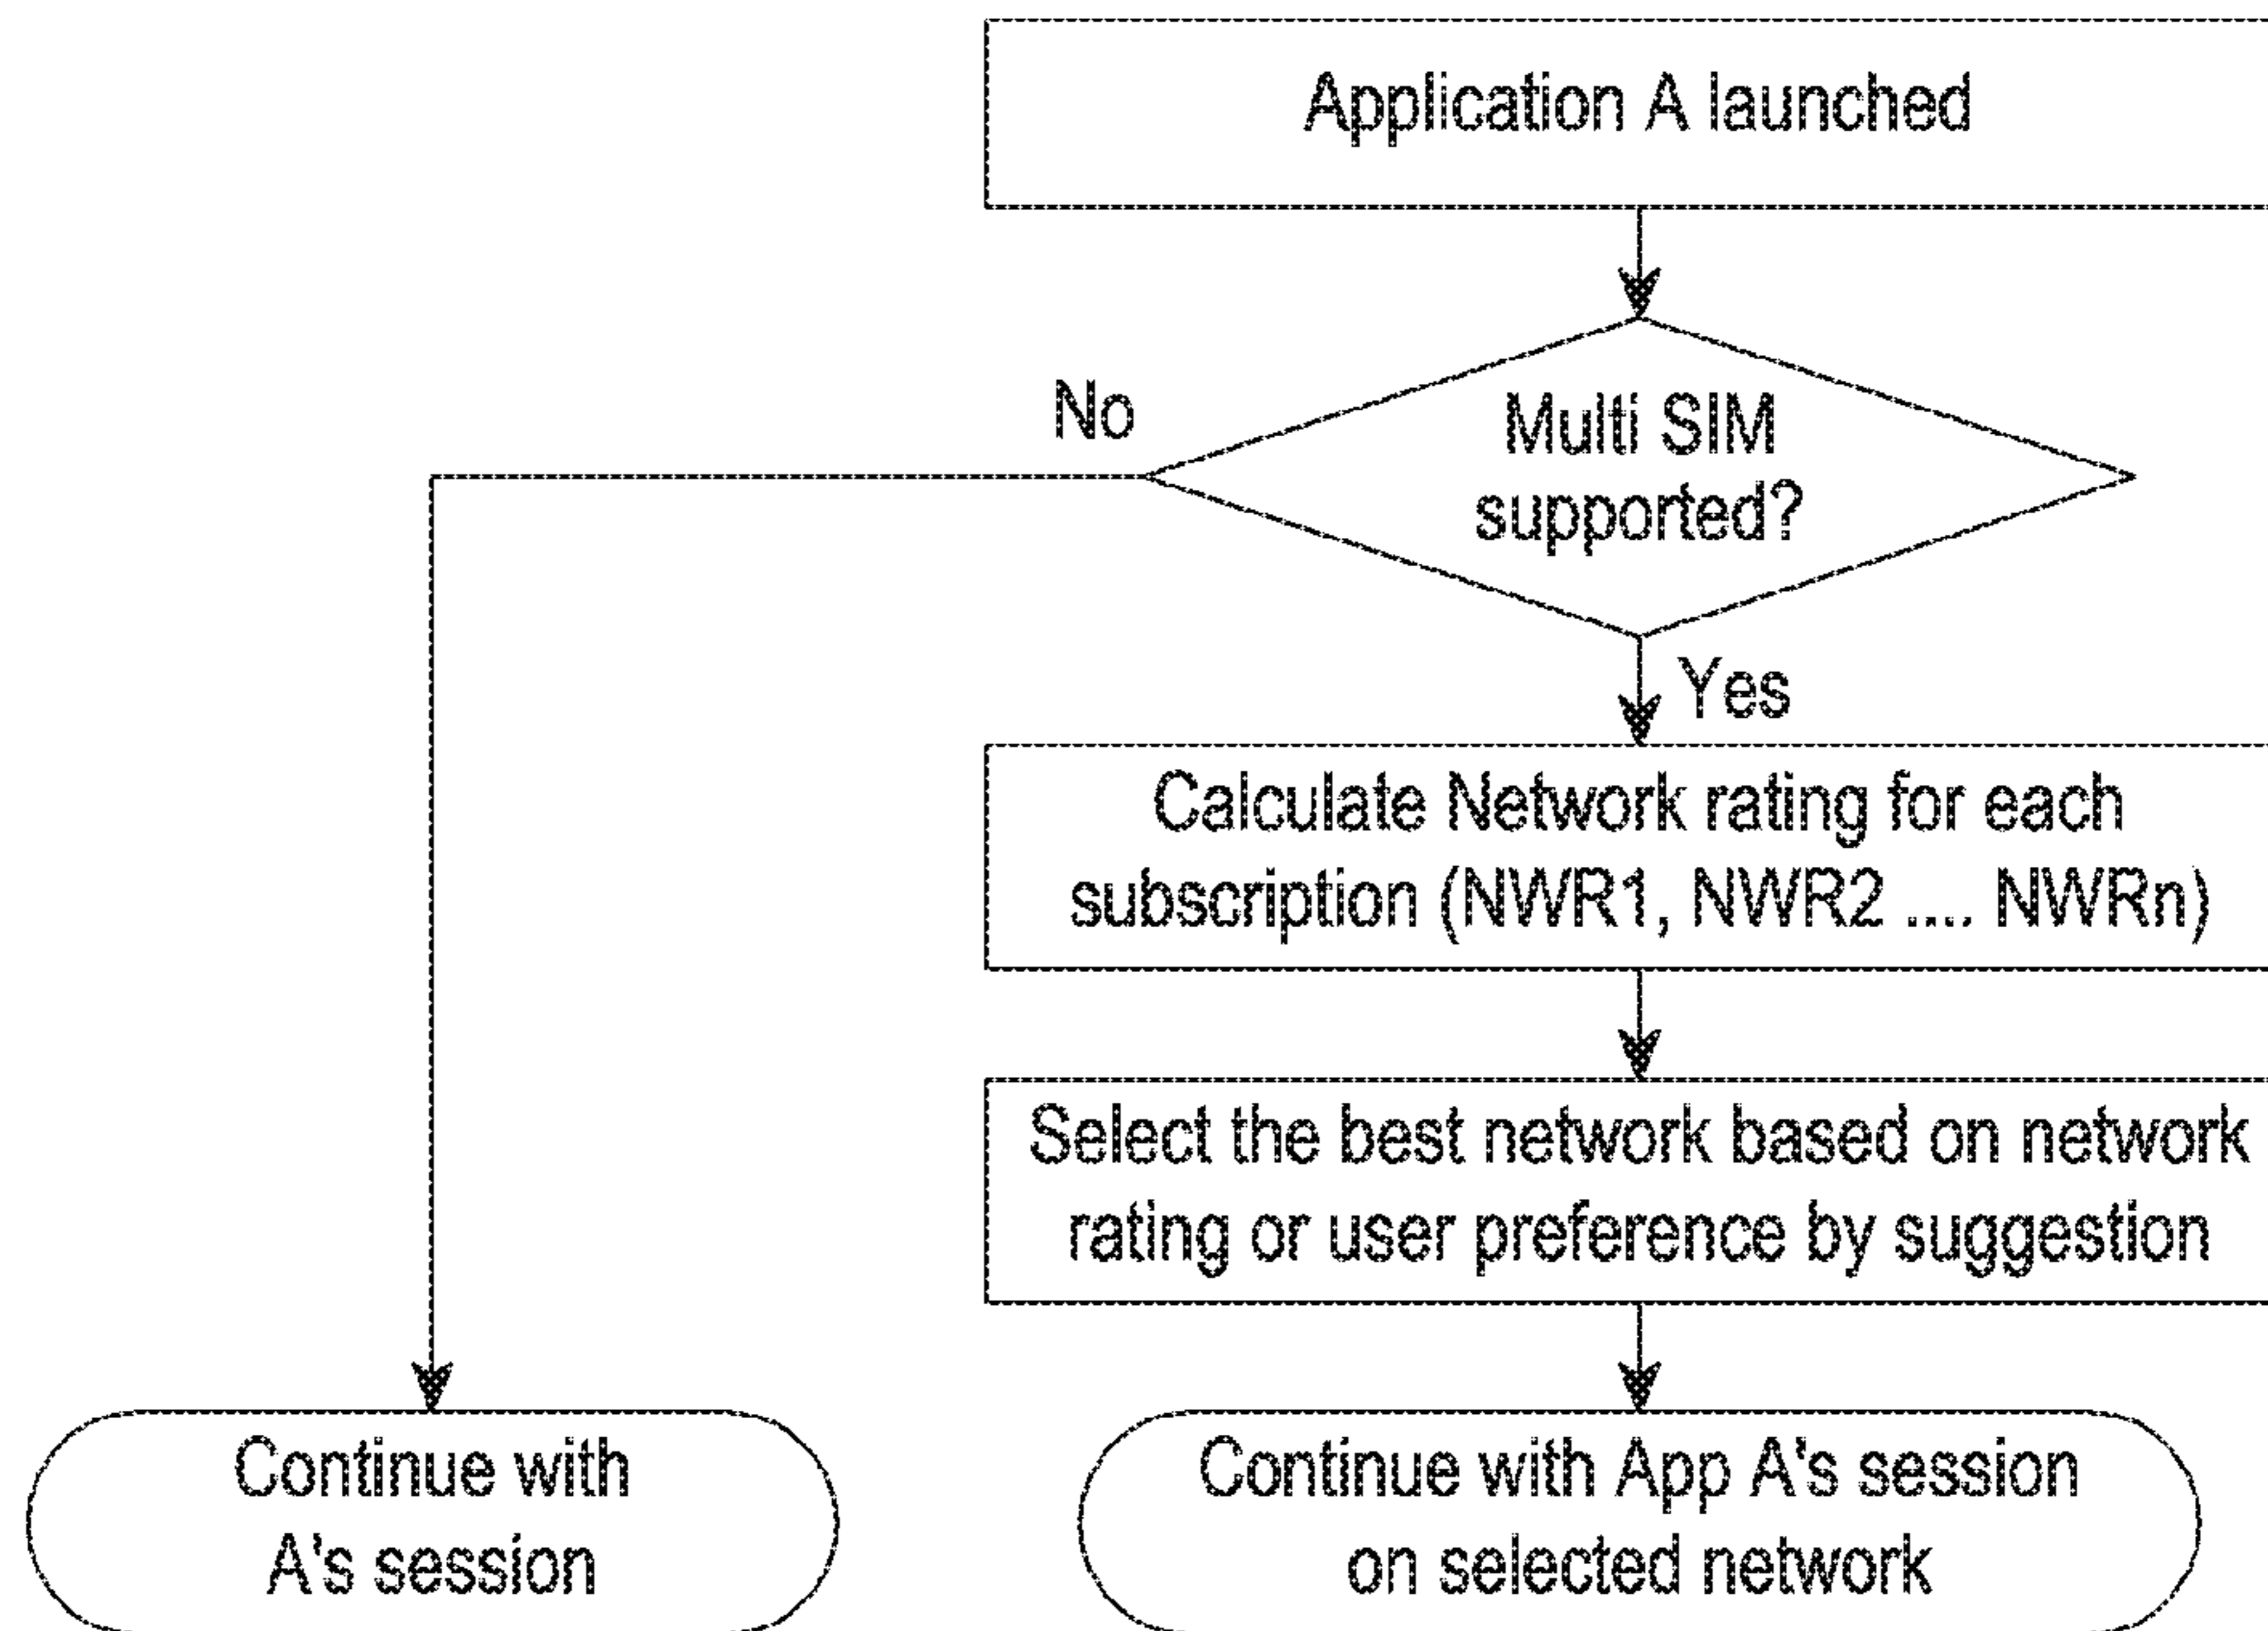 Application A launched
No
Multi SIM
supported?
Yes
Calculate Network rating for each
subscription (NWR1, NWR2 .... NWRn)
Select the best network based on network
rating or user preference by suggestion
Continue with
A's session
Continue with App A's session
on selected network